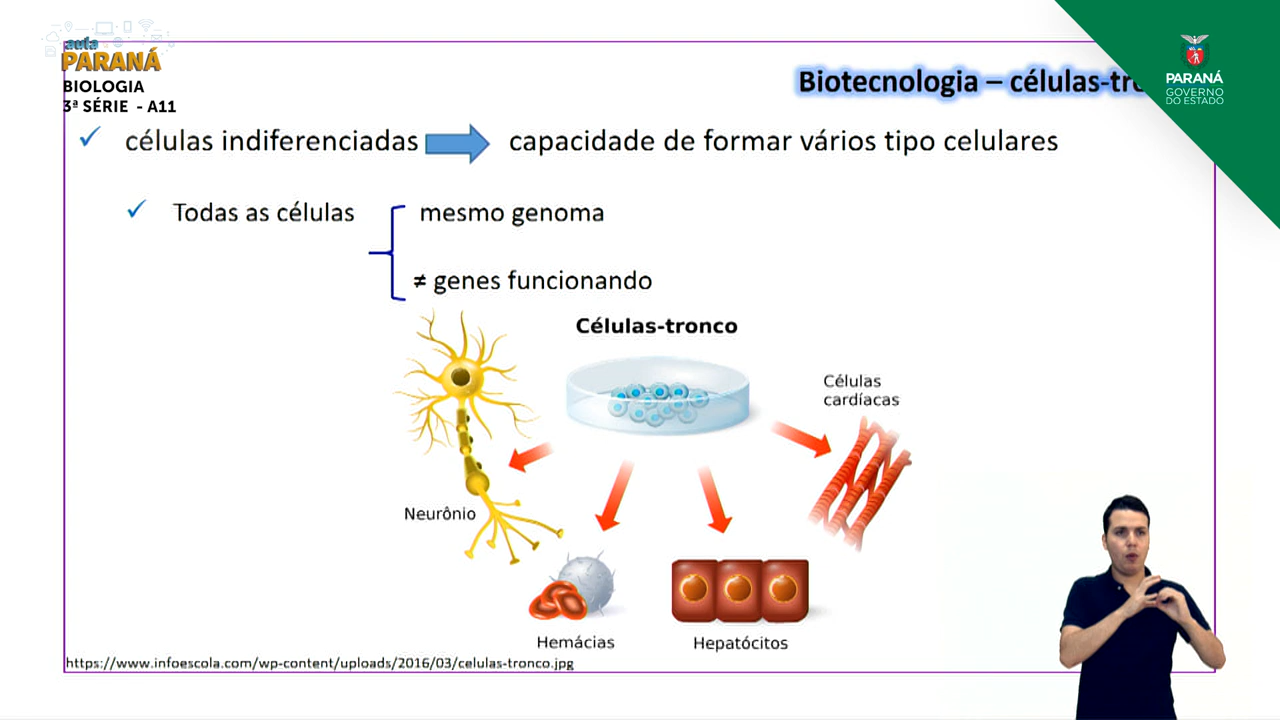 aula
PARANÁ
BIOLOGIA
3ª SÉRIE - A11
Biotecnologia – células-tro
PARANÁ
GOVERNO
DO ESTADO
células indiferenciadas
capacidade de formar vários tipo celulares
Todas as células
mesmo genoma
≠ genes funcionando
Células-tronco
Células
cardíacas
Neurônio
Hemácias
Hepatócitos
https://www.infoescola.com/wp-content/uploads/2016/03/celulas-tronco.jpg